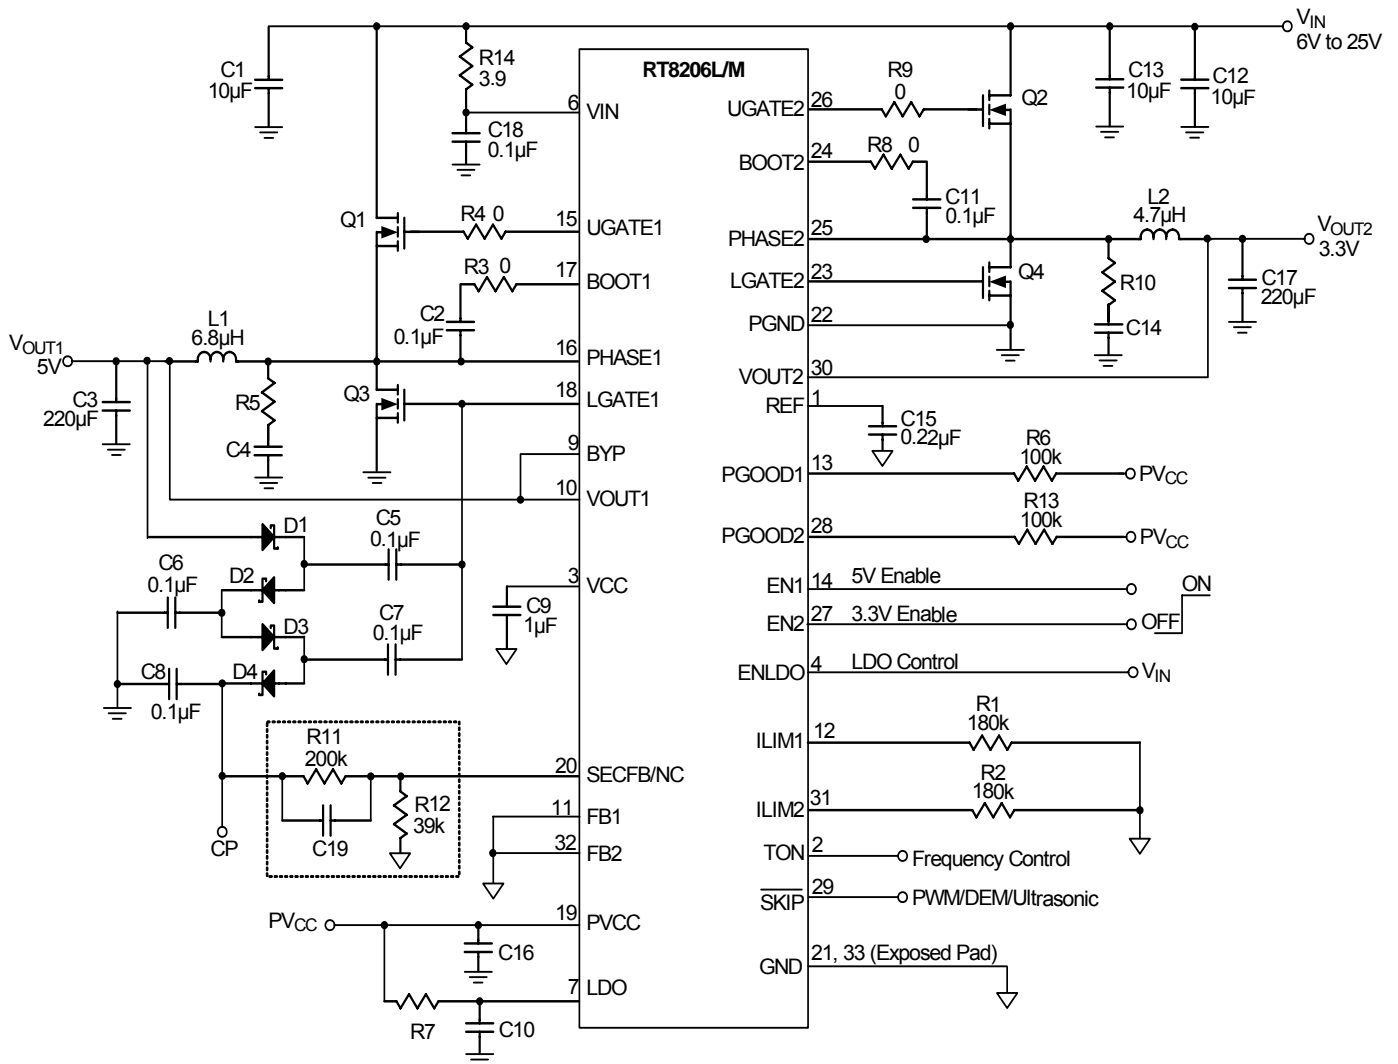 V_IN
6V to 25V
C1
10µF
R14
3.9
RT8206L/M
R9
0
C13
10µF
C12
10µF
6
VIN
UGATE2
26
Q2
C18
0.1µF
BOOT2
24
R8 0
C11
0.1µF
L2
4.7µH
Q1
R4 0
15
UGATE1
PHASE2
25
V_OUT2
3.3V
R3 0
17
BOOT1
LGATE2
23
Q4
R10
C17
220µF
C2
0.1µF
PGND
22
C14
L1
6.8µH
V_OUT1
5V
16
PHASE1
VOUT2
30
C3
220µF
R5
Q3
18
LGATE1
REF
1
C15
0.22µF
C4
9
BYP
R6
100k
PGOOD1
13
PV_CC
10
VOUT1
R13
100k
D1
C5
0.1µF
PGOOD2
28
PV_CC
C6
0.1µF
D2
3
VCC
EN1
14
5V Enable
ON
C9
1µF
D3
C7
0.1µF
EN2
27
3.3V Enable
OFF
C8
0.1µF
D4
ENLDO
4
LDO Control
V_IN
R11
200k
R1
180k
ILIM1
12
20
SECFB/NC
R2
180k
R12
39k
C19
CP
11
FB1
ILIM2
31
32
FB2
TON
2
Frequency Control
SKIP
29
PWM/DEM/Ultrasonic
PV_CC
19
PVCC
C16
GND
21, 33 (Exposed Pad)
7
LDO
R7
C10